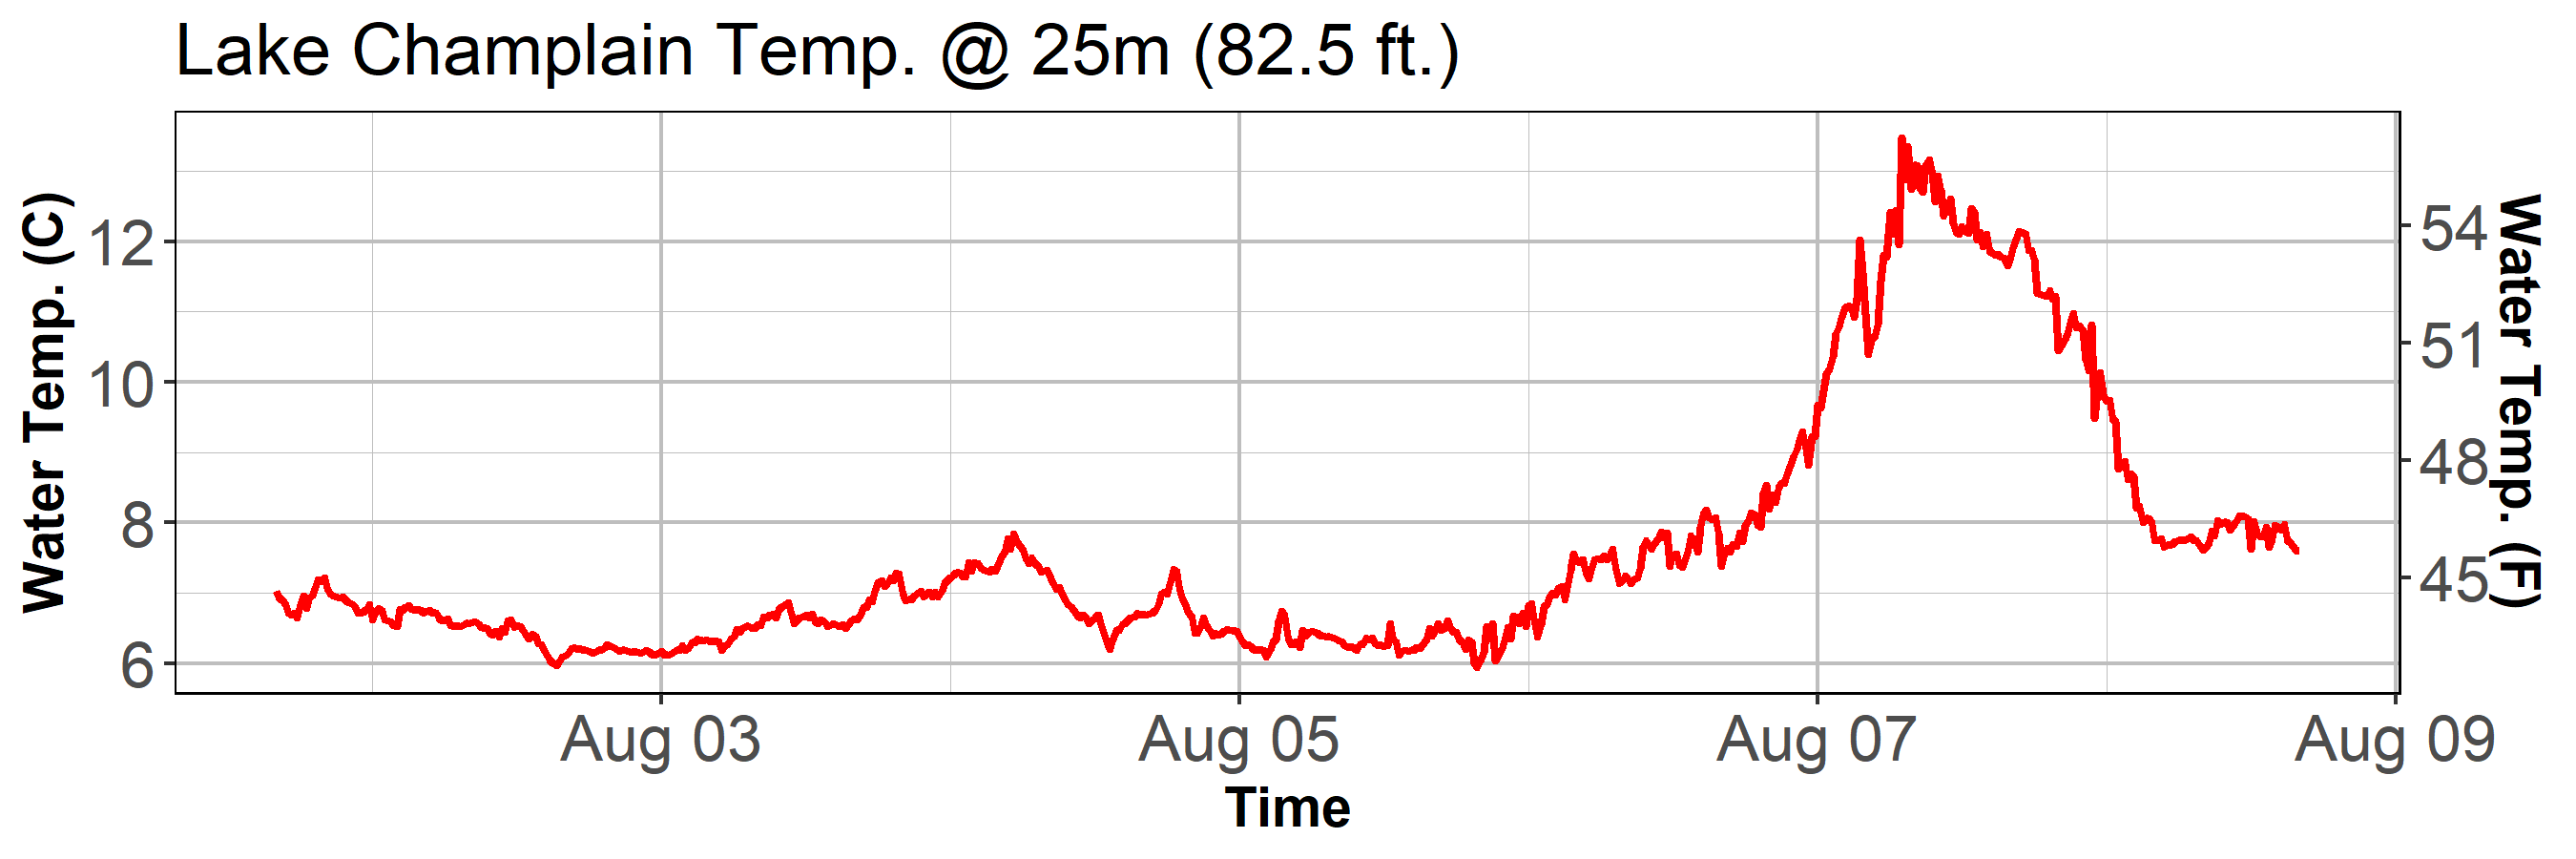 Lake Champlain Temp. @ 25m (82.5 ft.)
Water Temp. (C)
12
10
8
6
54
51
48
45
Water Temp. (F)
Aug 03 Aug 05 Aug 07 Aug 09
Time